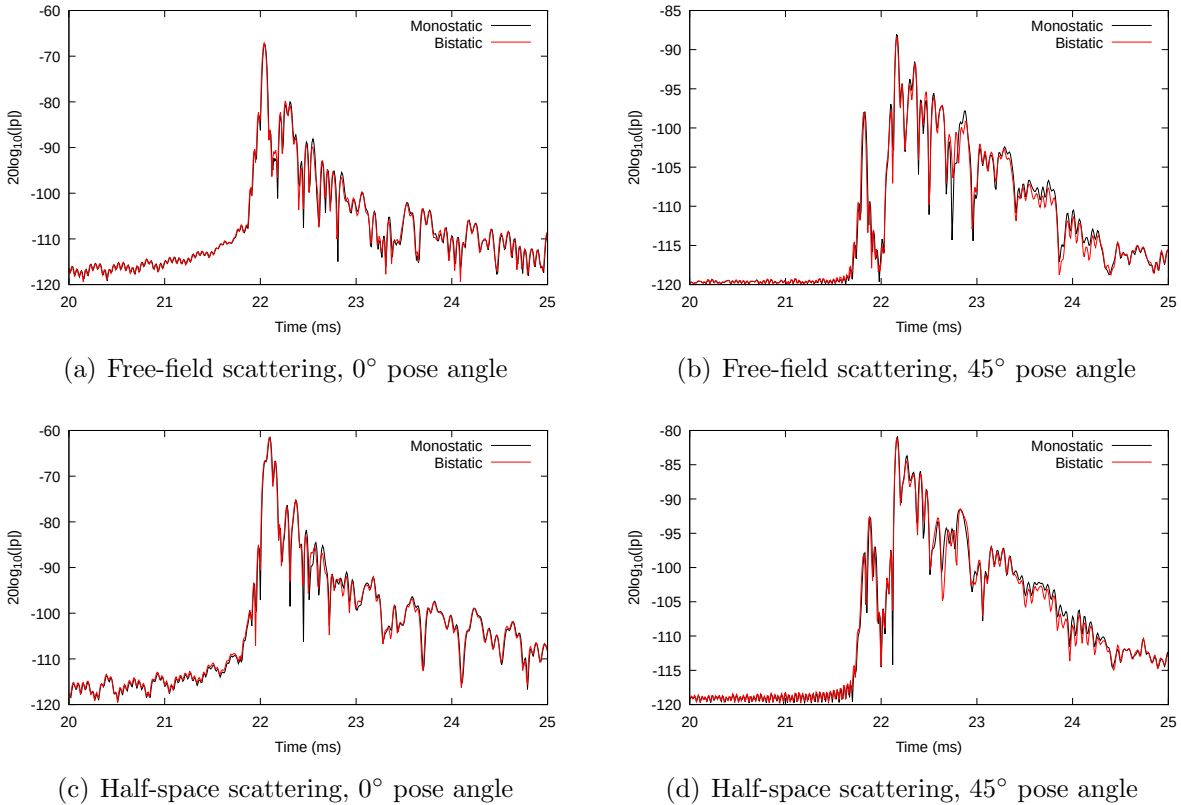 -60
-70
-80
-90
-100
-110
-120
20 21 22 23 24 25
20log10(|p|)
Time (ms)
Monostatic
Bistatic
(a) Free-field scattering, 0° pose angle
-85
-90
-95
-100
-105
-110
-115
-120
20 21 22 23 24 25
20log10(|p|)
Time (ms)
Monostatic
Bistatic
(b) Free-field scattering, 45° pose angle
-60
-70
-80
-90
-100
-110
-120
20 21 22 23 24 25
20log10(|p|)
Time (ms)
Monostatic
Bistatic
(c) Half-space scattering, 0° pose angle
-80
-85
-90
-95
-100
-105
-110
-115
-120
20 21 22 23 24 25
20log10(|p|)
Time (ms)
Monostatic
Bistatic
(d) Half-space scattering, 45° pose angle